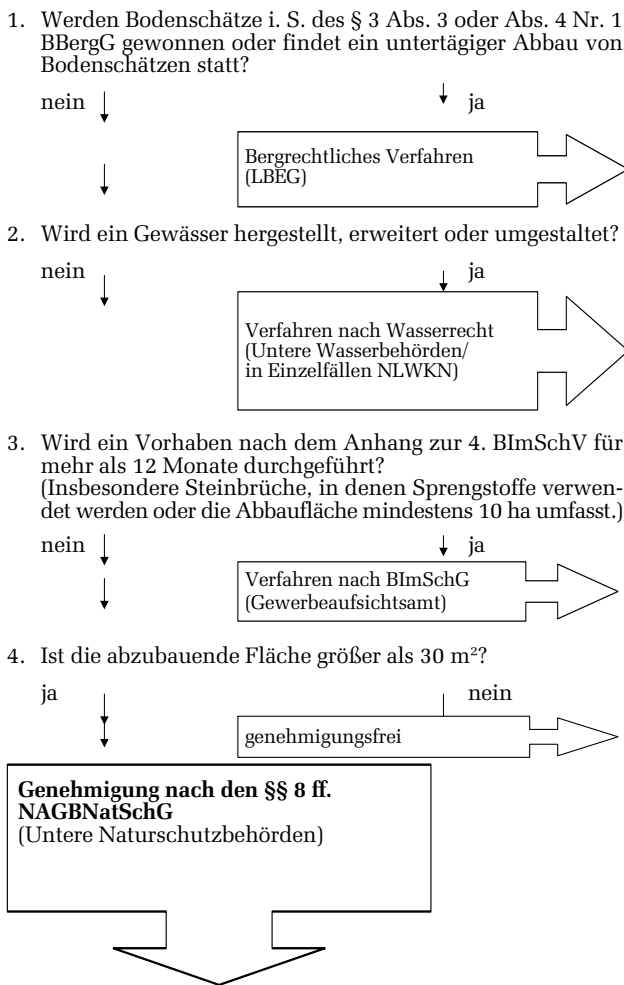 1. Werden Bodenschätze i. S. des § 3 Abs. 3 oder Abs. 4 Nr. 1
BBergG gewonnen oder findet ein untertägiger Abbau von
Bodenschätzen statt?
nein ja
Bergrechtliches Verfahren
(LBEG)
2. Wird ein Gewässer hergestellt, erweitert oder umgestaltet?
nein ja
Verfahren nach Wasserrecht
(Untere Wasserbehörden/
in Einzelfällen NLWKN)
3. Wird ein Vorhaben nach dem Anhang zur 4. BImSchV für
mehr als 12 Monate durchgeführt?
(Insbesondere Steinbrüche, in denen Sprengstoffe verwen-
det werden oder die Abbaufläche mindestens 10 ha umfasst.)
nein ja
Verfahren nach BImSchG
(Gewerbeaufsichtsamt)
4. Ist die abzubauende Fläche größer als 30 m²?
ja nein
genehmigungsfrei
Genehmigung nach den §§ 8 ff.
NAGBNatSchG
(Untere Naturschutzbehörden)